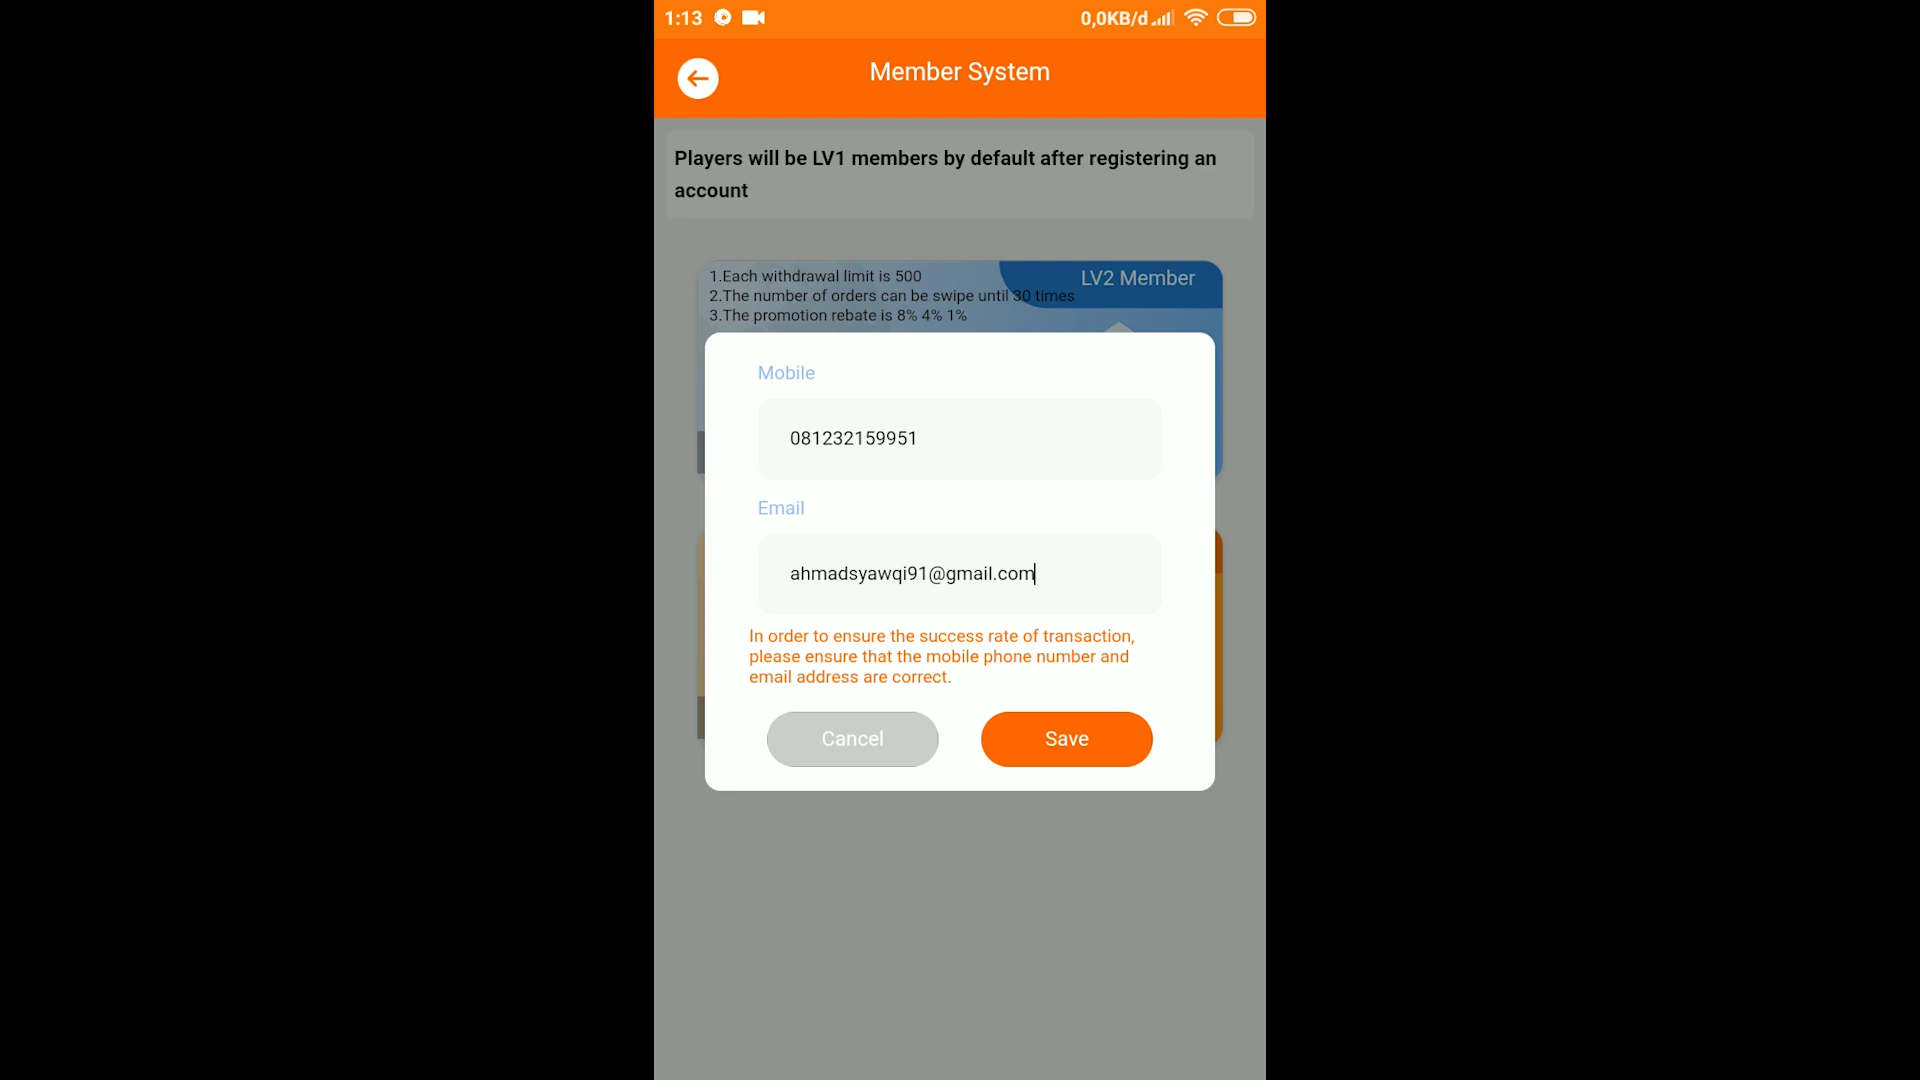 1:13
0,0KB/d
Member System
Players will be LV1 members by default after registering an
account
1.Each withdrawal limit is 500
LV2 Member
2.The number of orders can be swipe until 30 times
3.The promotion rebate is 8% 4% 1%
Mobile
081232159951
Email
ahmadsyawqi91@gmail.com
In order to ensure the success rate of transaction,
please ensure that the mobile phone number and
email address are correct.
Cancel
Save